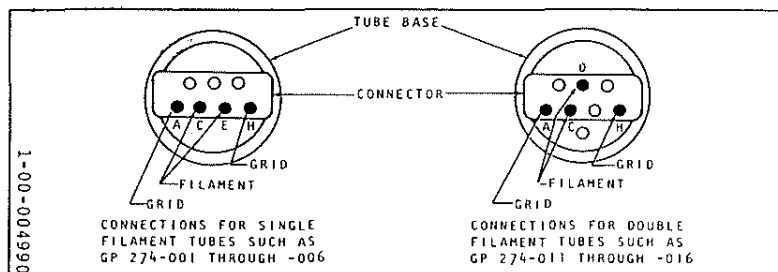 TUBE BASE
CONNECTOR
A C E H
GRID
FILAMENT
GRID
CONNECTIONS FOR SINGLE
FILAMENT TUBES SUCH AS
GP 274-001 THROUGH -006
D
A C H
GRID
FILAMENT
GRID
CONNECTIONS FOR DOUBLE
FILAMENT TUBES SUCH AS
GP 274-011 THROUGH -016
1-00-004990